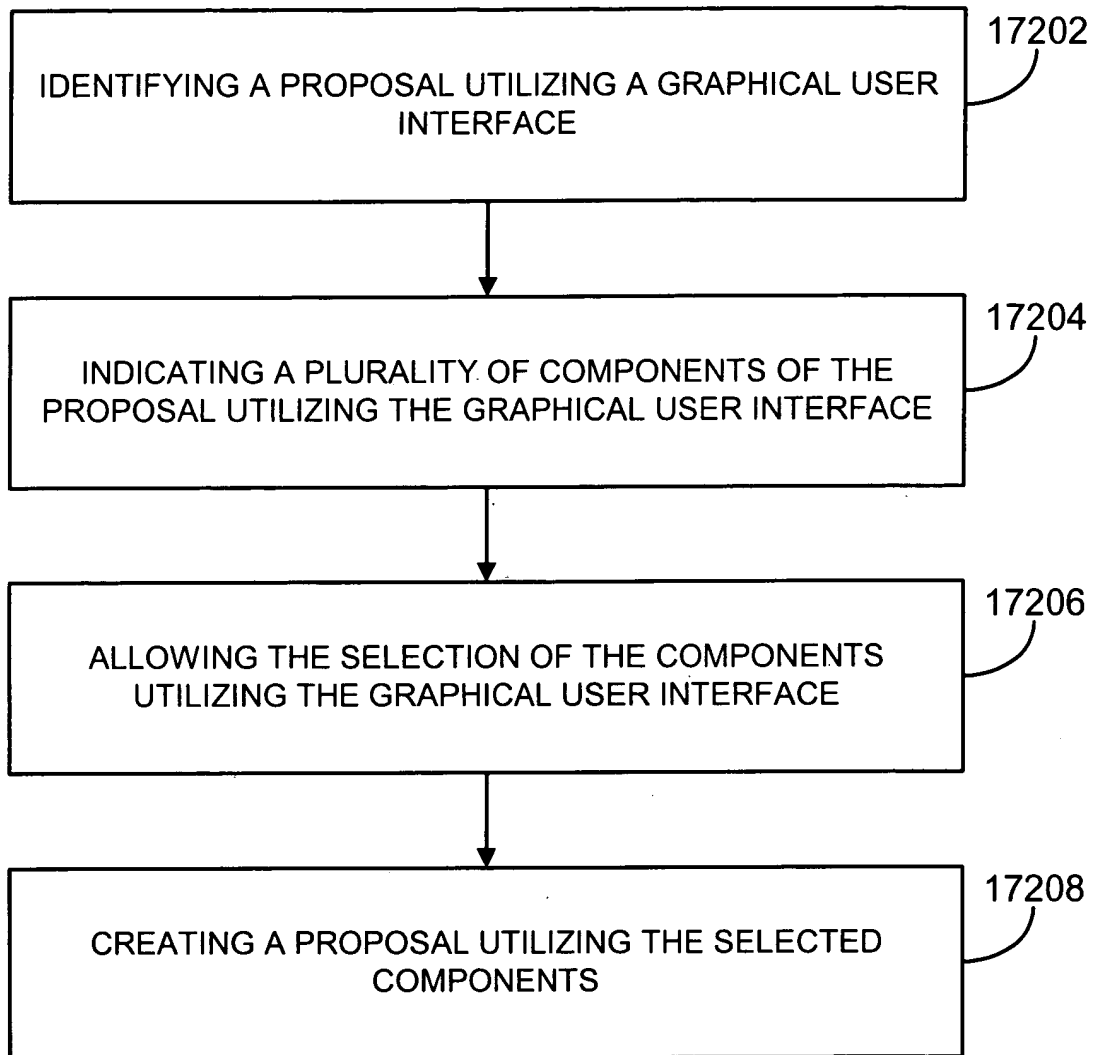 17202
IDENTIFYING A PROPOSAL UTILIZING A GRAPHICAL USER
INTERFACE
17204
INDICATING A PLURALITY OF COMPONENTS OF THE
PROPOSAL UTILIZING THE GRAPHICAL USER INTERFACE
17206
ALLOWING THE SELECTION OF THE COMPONENTS
UTILIZING THE GRAPHICAL USER INTERFACE
17208
CREATING A PROPOSAL UTILIZING THE SELECTED
COMPONENTS